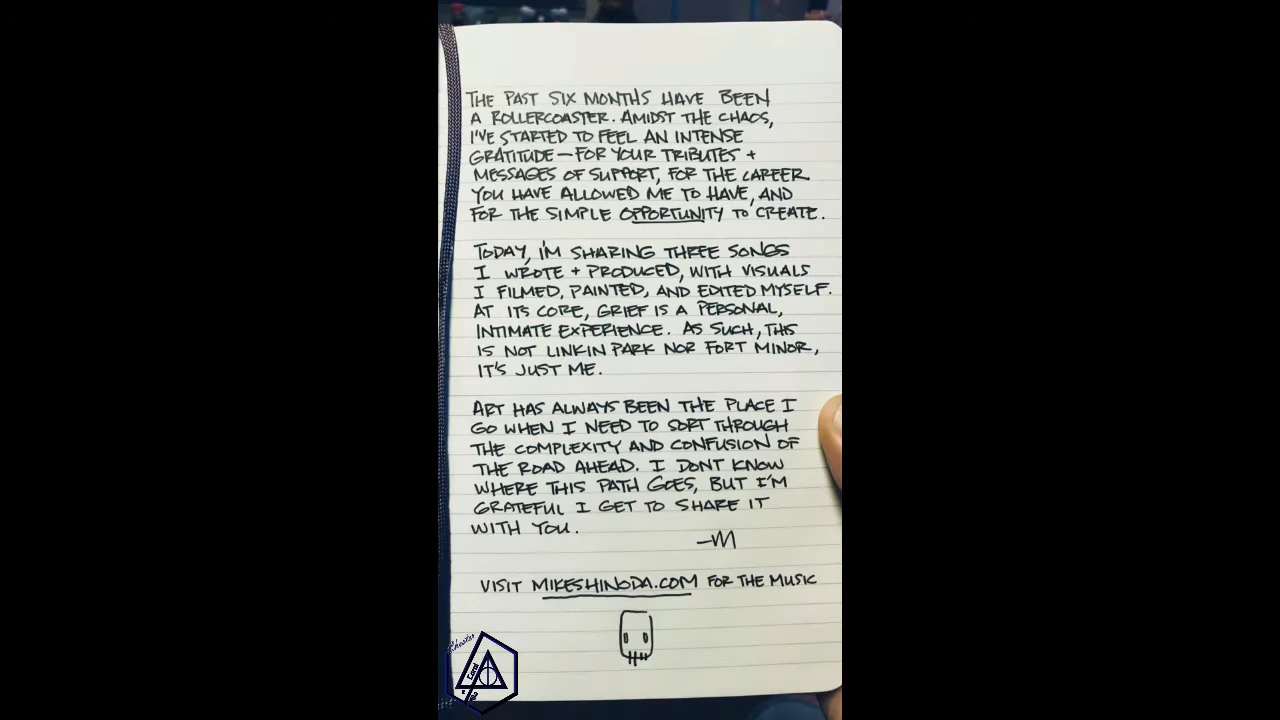 THE PAST SIX MONTHS HAVE BEEN
A ROLLERCOASTER. AMIDST THE CHAOS,
I'VE STARTED TO FEEL AN INTENSE
GRATITUDE—FOR YOUR TRIBUTES +
MESSAGES OF SUPPORT, FOR THE CAREER
YOU HAVE ALLOWED ME TO HAVE, AND
FOR THE SIMPLE OPPORTUNITY TO CREATE.
TODAY, I'M SHARING THREE SONGS
I WROTE + PRODUCED, WITH VISUALS
I FILMED, PAINTED, AND EDITED MYSELF.
AT ITS CORE, GRIEF IS A PERSONAL,
INTIMATE EXPERIENCE. AS SUCH, THIS
IS NOT LINKIN PARK NOR FORT MINOR,
IT'S JUST ME.
ART HAS ALWAYS BEEN THE PLACE I
GO WHEN I NEED TO SORT THROUGH
THE COMPLEXITY AND CONFUSION OF
THE ROAD AHEAD. I DONT KNOW
WHERE THIS PATH GOES, BUT I'M
GRATEFUL I GET TO SHARE IT
WITH YOU.
—M
VISIT MIKESHINODA.COM FOR THE MUSIC